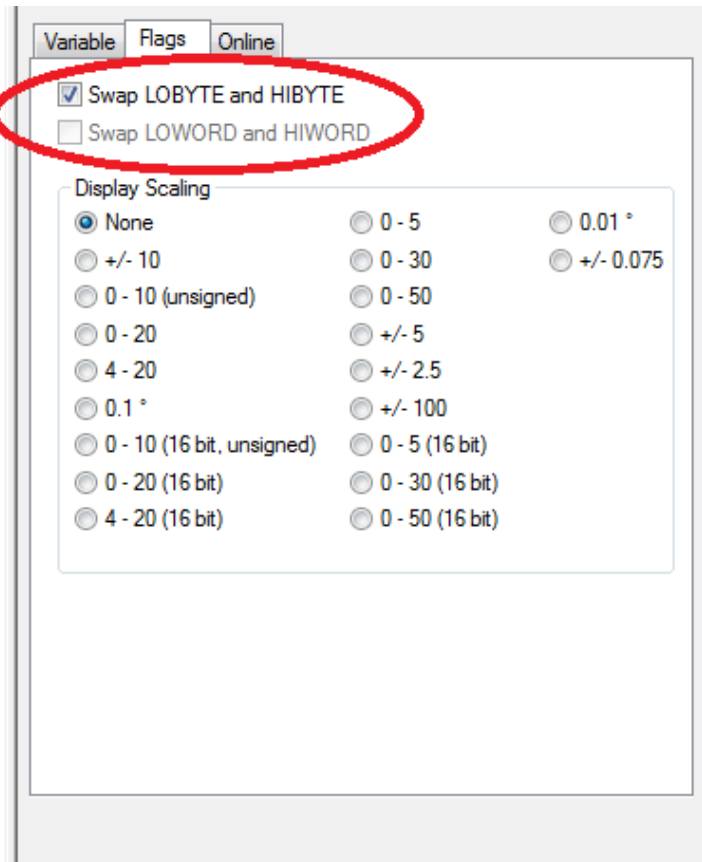 Variable Flags Online
Swap LOBYTE and HIBYTE
Swap LOWORD and HIWORD
Display Scaling
None 0 - 5 0.01 °
+/- 10 0 - 30 +/- 0.075
0 - 10 (unsigned) 0 - 50
0 - 20 +/- 5
4 - 20 +/- 2.5
0.1 ° +/- 100
0 - 10 (16 bit, unsigned) 0 - 5 (16 bit)
0 - 20 (16 bit) 0 - 30 (16 bit)
4 - 20 (16 bit) 0 - 50 (16 bit)